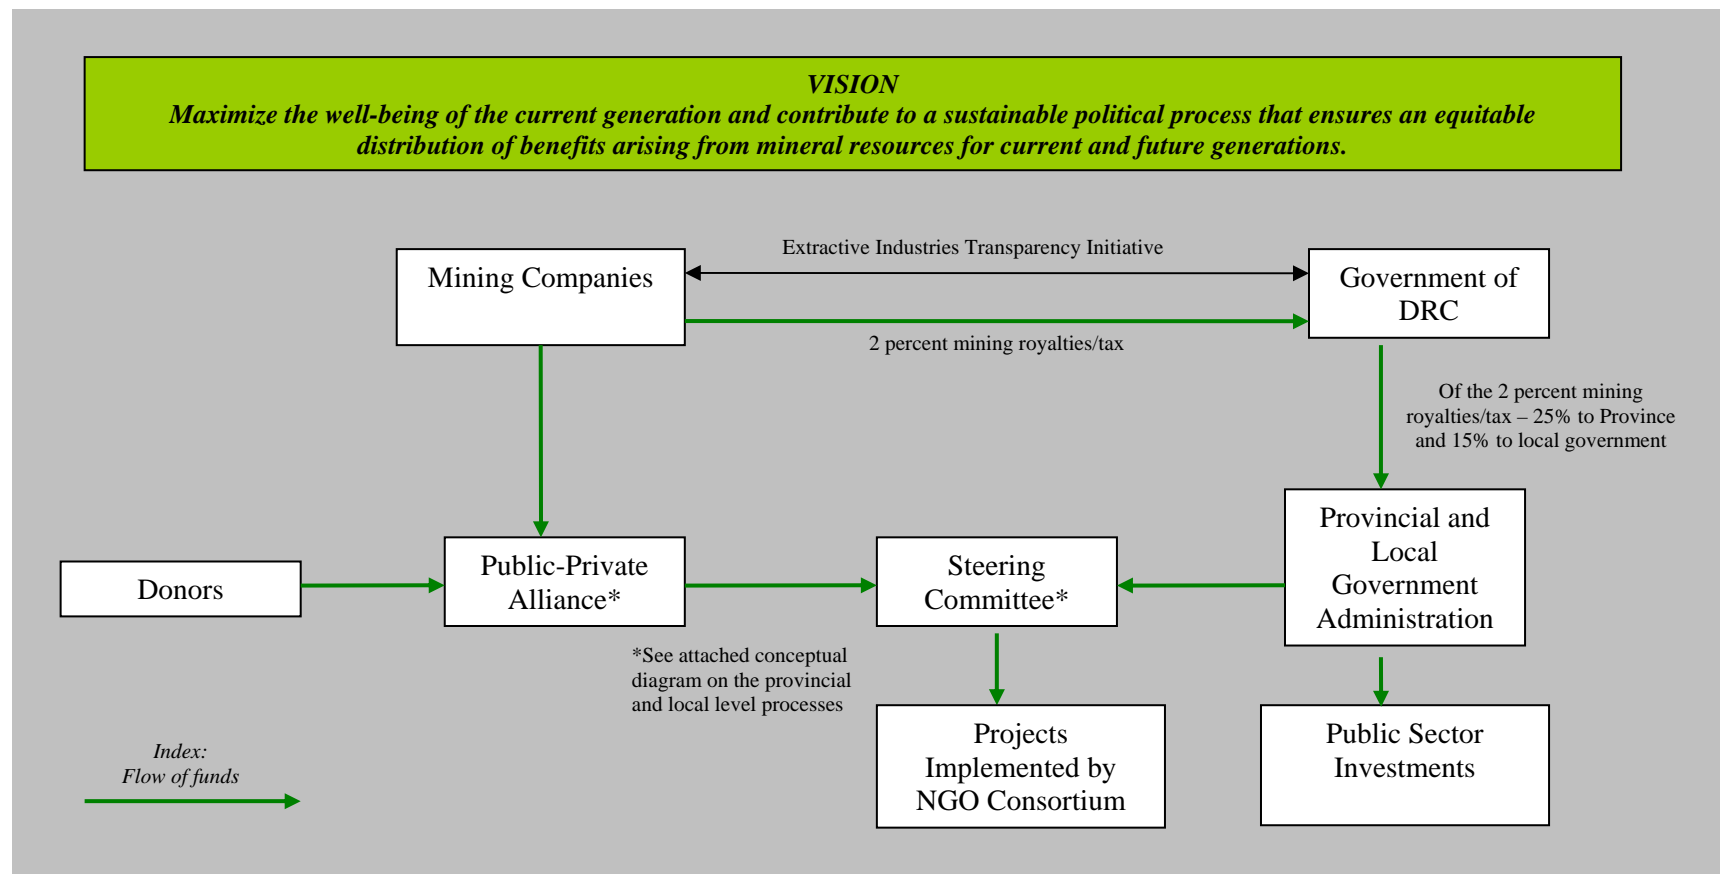 VISION
Maximize the well-being of the current generation and contribute to a sustainable political process that ensures an equitable
distribution of benefits arising from mineral resources for current and future generations.
Extractive Industries Transparency Initiative
Mining Companies
Government of
DRC
2 percent mining royalties/tax
Of the 2 percent mining
royalties/tax – 25% to Province
and 15% to local government
Donors
Public-Private
Alliance*
Steering
Committee*
Provincial and
Local
Government
Administration
*See attached conceptual
diagram on the provincial
and local level processes
Projects
Implemented by
NGO Consortium
Public Sector
Investments
Index:
Flow of funds